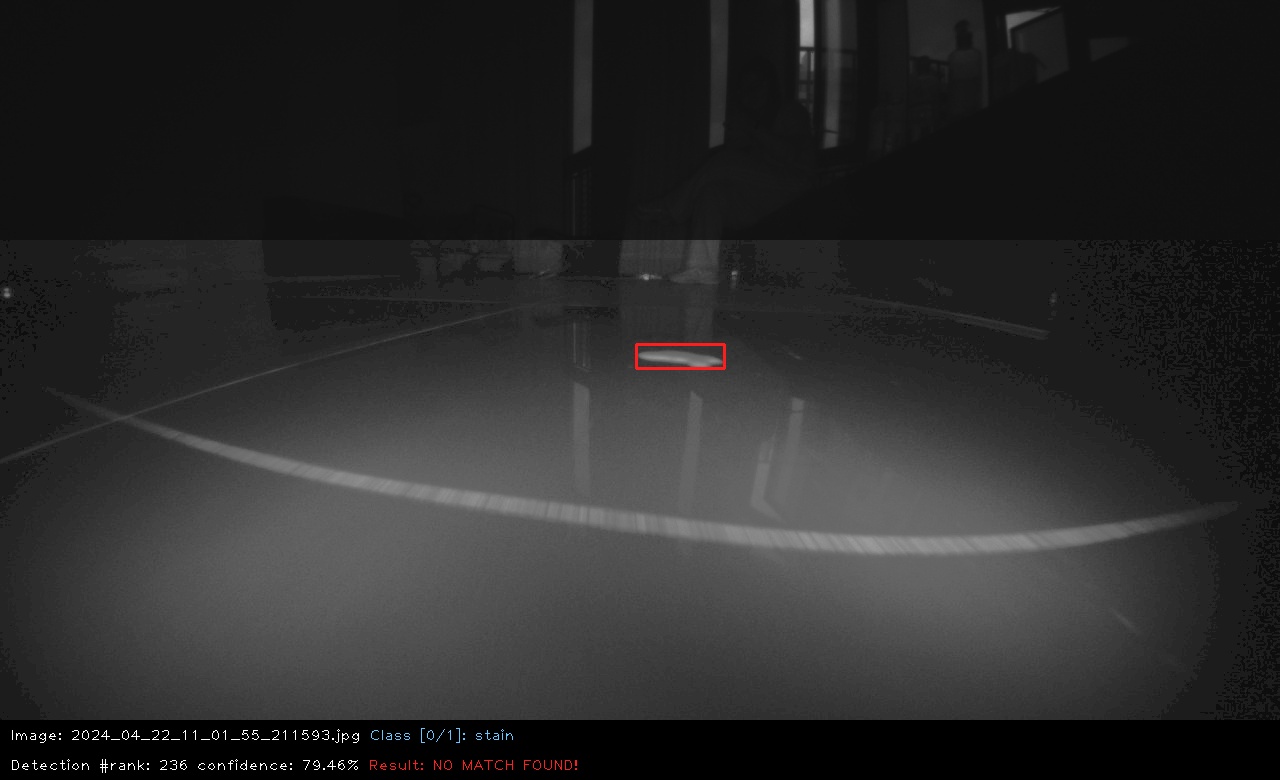 Image: 2024_04_22_11_01_55_211593.jpg Class [0/1]: stain
Detection #rank: 236 confidence: 79.46% Result: NO MATCH FOUND!